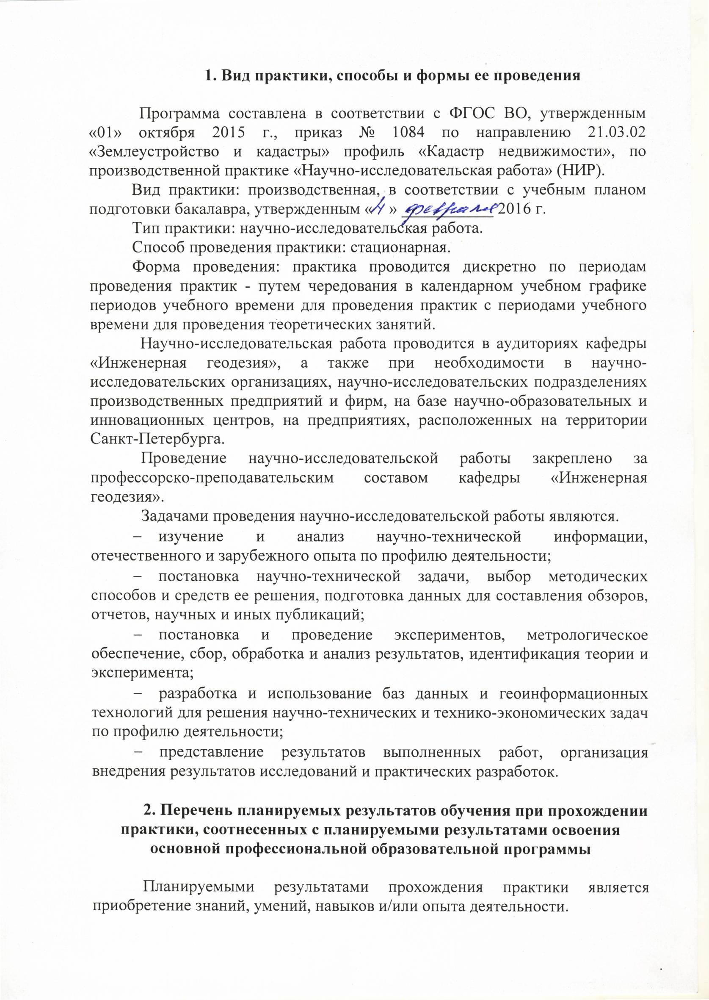 1. Вид практики, способы и формы ее проведения
Программа составлена в соответствии с ФГОС ВО, утвержденным
«01» октября 2015 г., приказ № 1084 по направлению 21.03.02
«Землеустройство и кадастры» профиль «Кадастр недвижимости», по
производственной практике «Научно-исследовательская работа» (НИР).
Вид практики: производственная, в соответствии с учебным планом
подготовки бакалавра, утвержденным «4» февраля 2016 г.
Тип практики: научно-исследовательская работа.
Способ проведения практики: стационарная.
Форма проведения: практика проводится дискретно по периодам
проведения практик - путем чередования в календарном учебном графике
периодов учебного времени для проведения практик с периодами учебного
времени для проведения теоретических занятий.
Научно-исследовательская работа проводится в аудиториях кафедры
«Инженерная геодезия», а также при необходимости в научно-
исследовательских организациях, научно-исследовательских подразделениях
производственных предприятий и фирм, на базе научно-образовательных и
инновационных центров, на предприятиях, расположенных на территории
Санкт-Петербурга.
Проведение научно-исследовательской работы закреплено за
профессорско-преподавательским составом кафедры «Инженерная
геодезия».
Задачами проведения научно-исследовательской работы являются.
– изучение и анализ научно-технической информации,
отечественного и зарубежного опыта по профилю деятельности;
– постановка научно-технической задачи, выбор методических
способов и средств ее решения, подготовка данных для составления обзоров,
отчетов, научных и иных публикаций;
– постановка и проведение экспериментов, метрологическое
обеспечение, сбор, обработка и анализ результатов, идентификация теории и
эксперимента;
– разработка и использование баз данных и геоинформационных
технологий для решения научно-технических и технико-экономических задач
по профилю деятельности;
– представление результатов выполненных работ, организация
внедрения результатов исследований и практических разработок.
2. Перечень планируемых результатов обучения при прохождении
практики, соотнесенных с планируемыми результатами освоения
основной профессиональной образовательной программы
Планируемыми результатами прохождения практики является
приобретение знаний, умений, навыков и/или опыта деятельности.